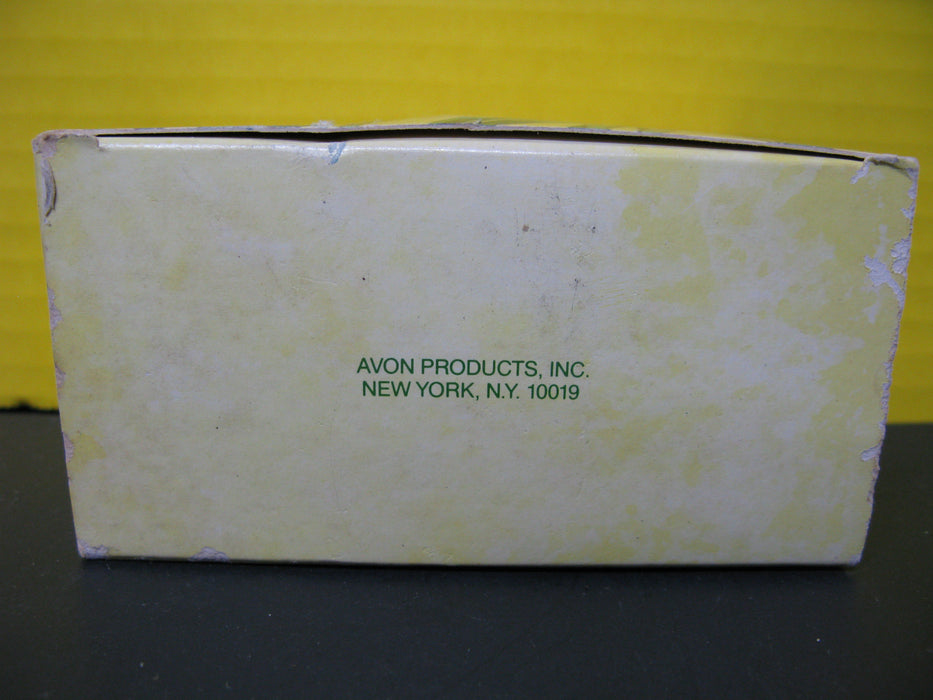 AVON PRODUCTS, INC.
NEW YORK, N.Y. 10019